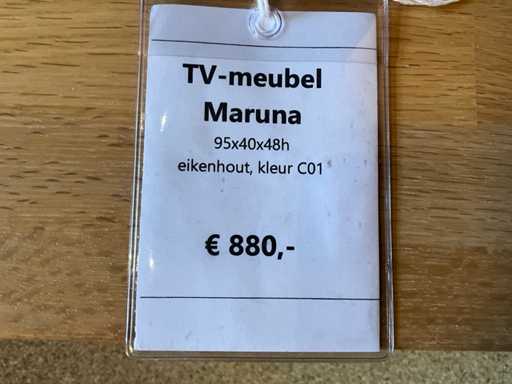 TV-meubel
Maruna
95x40x48h
eikenhout, kleur C01
€ 880,-